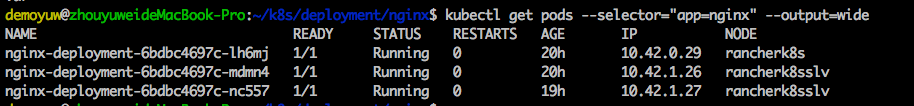 demoyuw@zhouyuweideMacBook-Pro:~/k8s/deployment/nginx$ kubectl get pods --selector="app=nginx" --output=wide
NAME READY STATUS RESTARTS AGE IP NODE
nginx-deployment-6bdbc4697c-lh6mj 1/1 Running 0 20h 10.42.0.29 rancherk8s
nginx-deployment-6bdbc4697c-mdmn4 1/1 Running 0 20h 10.42.1.26 rancherk8sslv
nginx-deployment-6bdbc4697c-nc557 1/1 Running 0 19h 10.42.1.27 rancherk8sslv